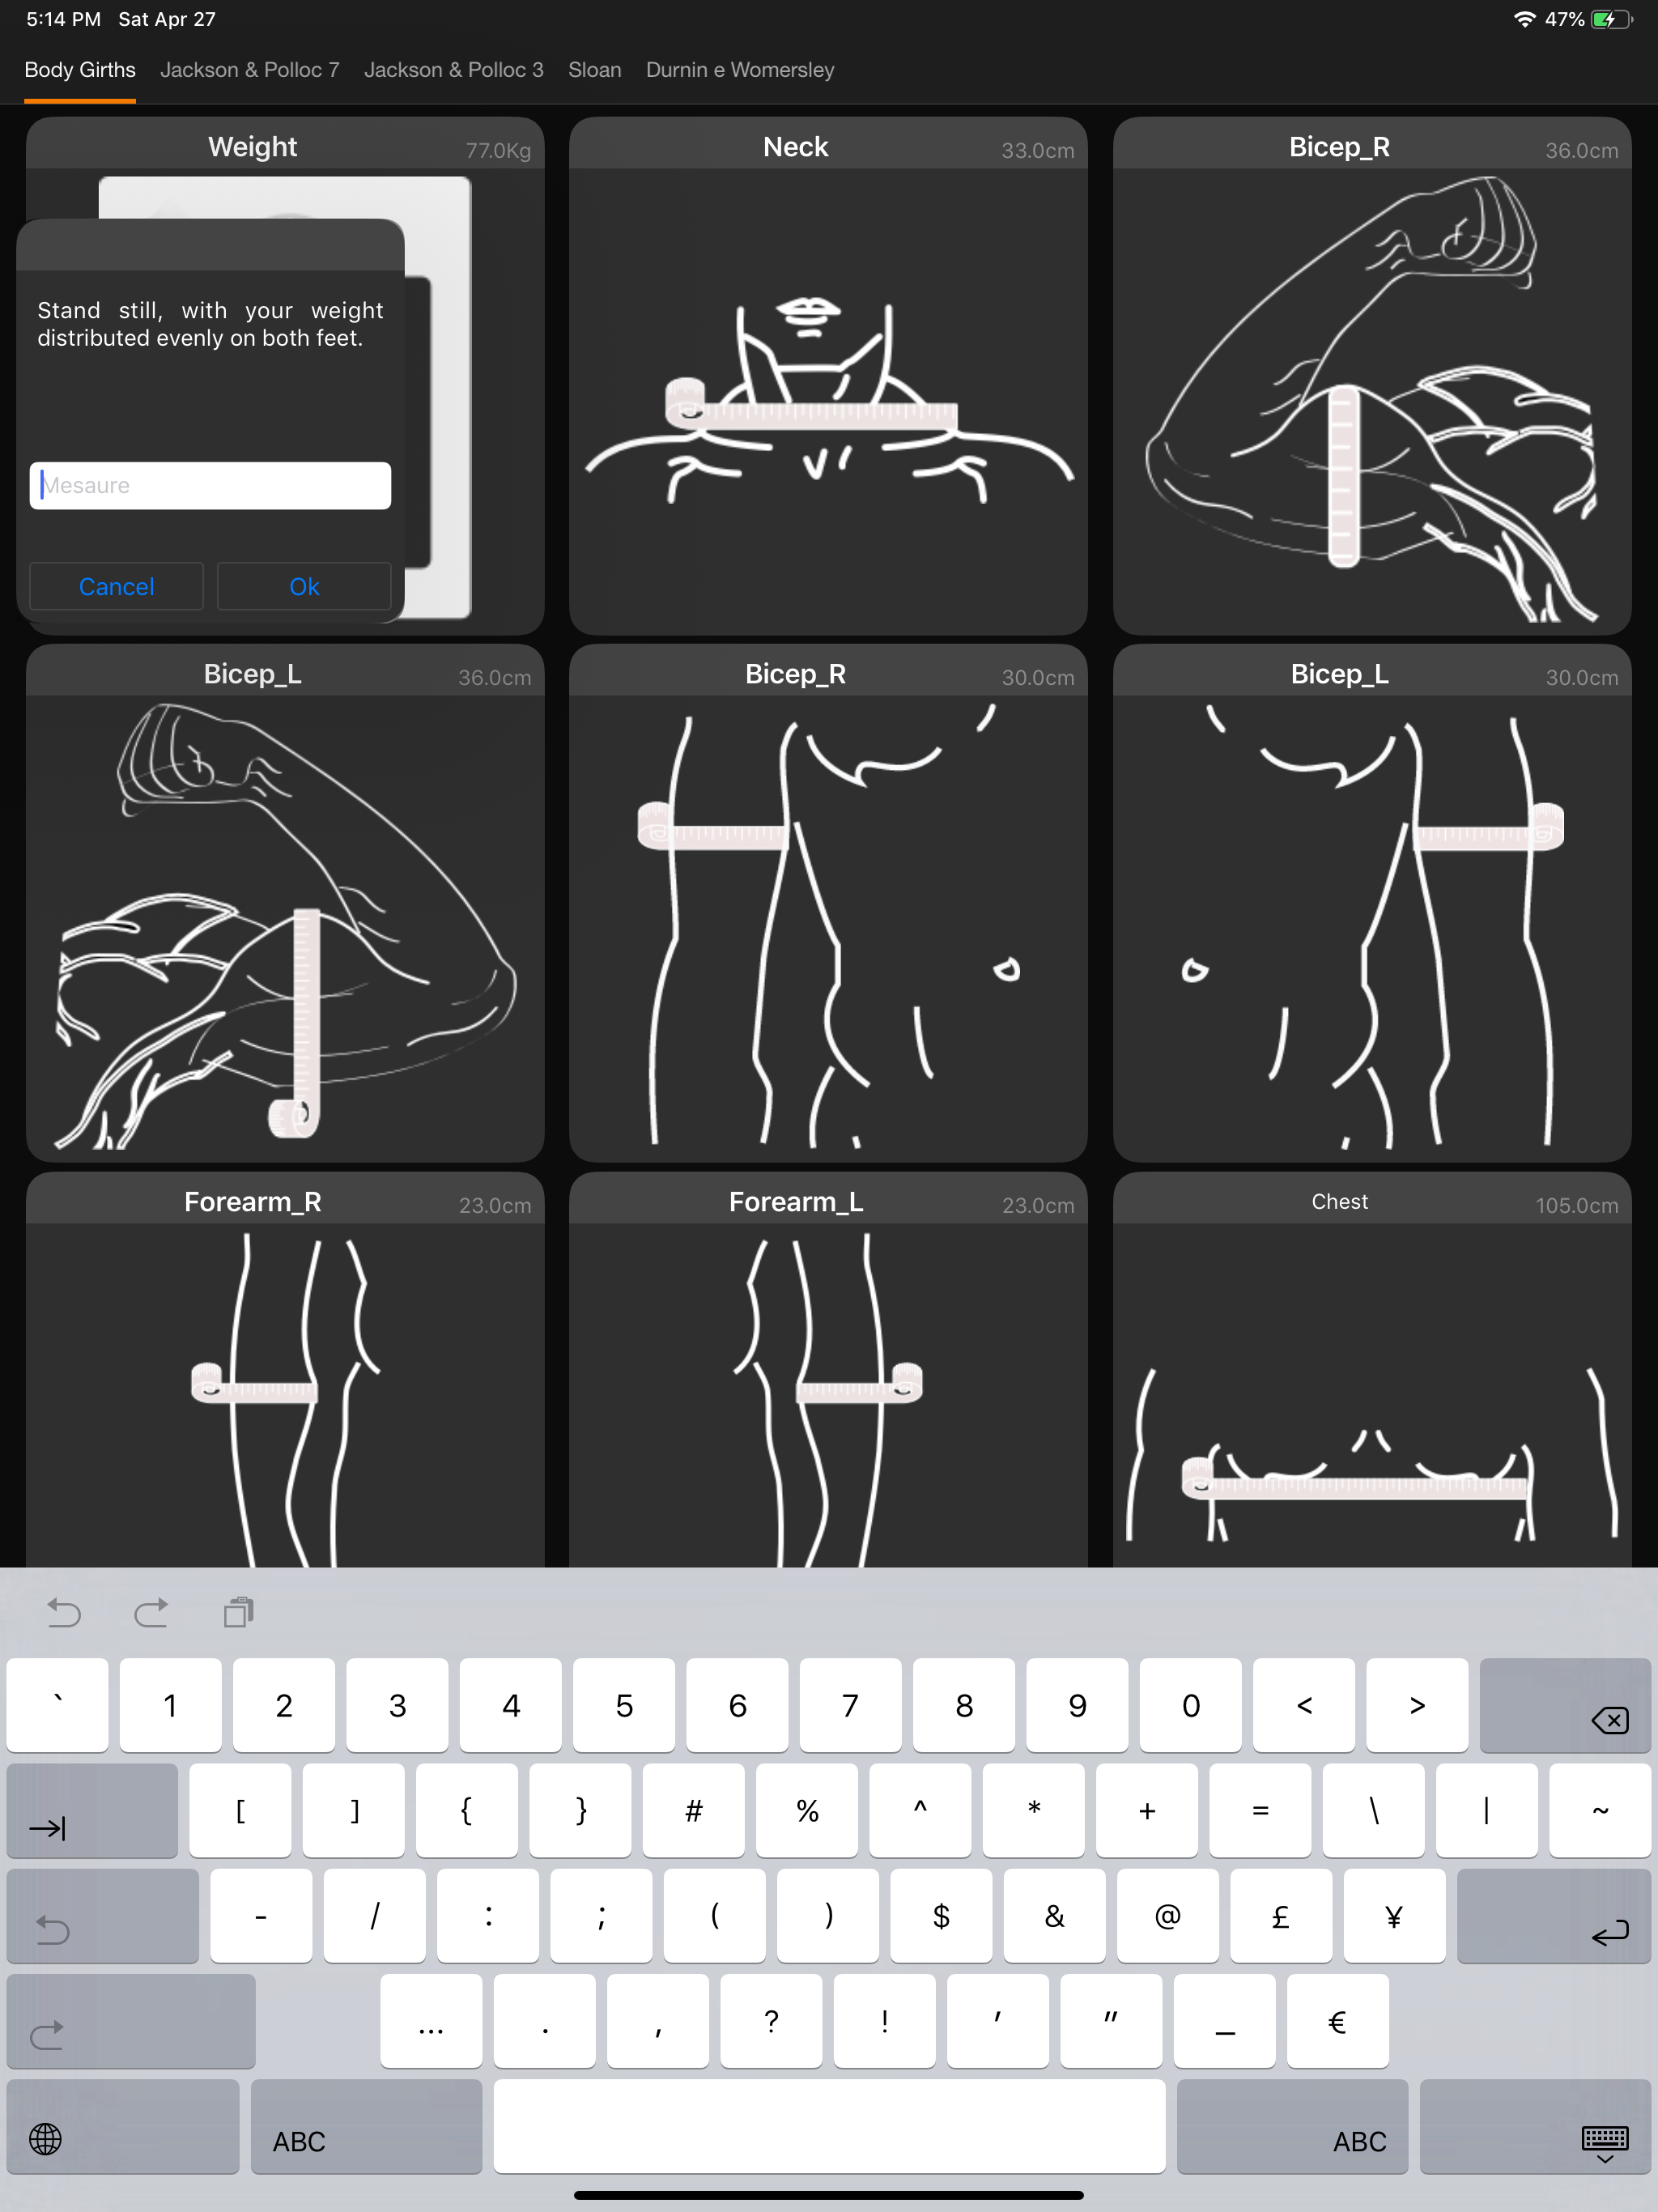 5:14 PM Sat Apr 27
47%
Body Girths Jackson & Polloc 7 Jackson & Polloc 3 Sloan Durnin e Womersley
Weight 77.0Kg
Neck 33.0cm
Bicep_R 36.0cm
Stand still, with your weight
distributed evenly on both feet.
Mesaure
Cancel Ok
Bicep_L 36.0cm
Bicep_R 30.0cm
Bicep_L 30.0cm
Forearm_R 23.0cm
Forearm_L 23.0cm
Chest 105.0cm
` 1 2 3 4 5 6 7 8 9 0 < >
[ ] { } # % ^ * + = \ | ~
- / : ; ( ) $ & @ £ ¥
... . , ? ! ' " _ €
ABC ABC